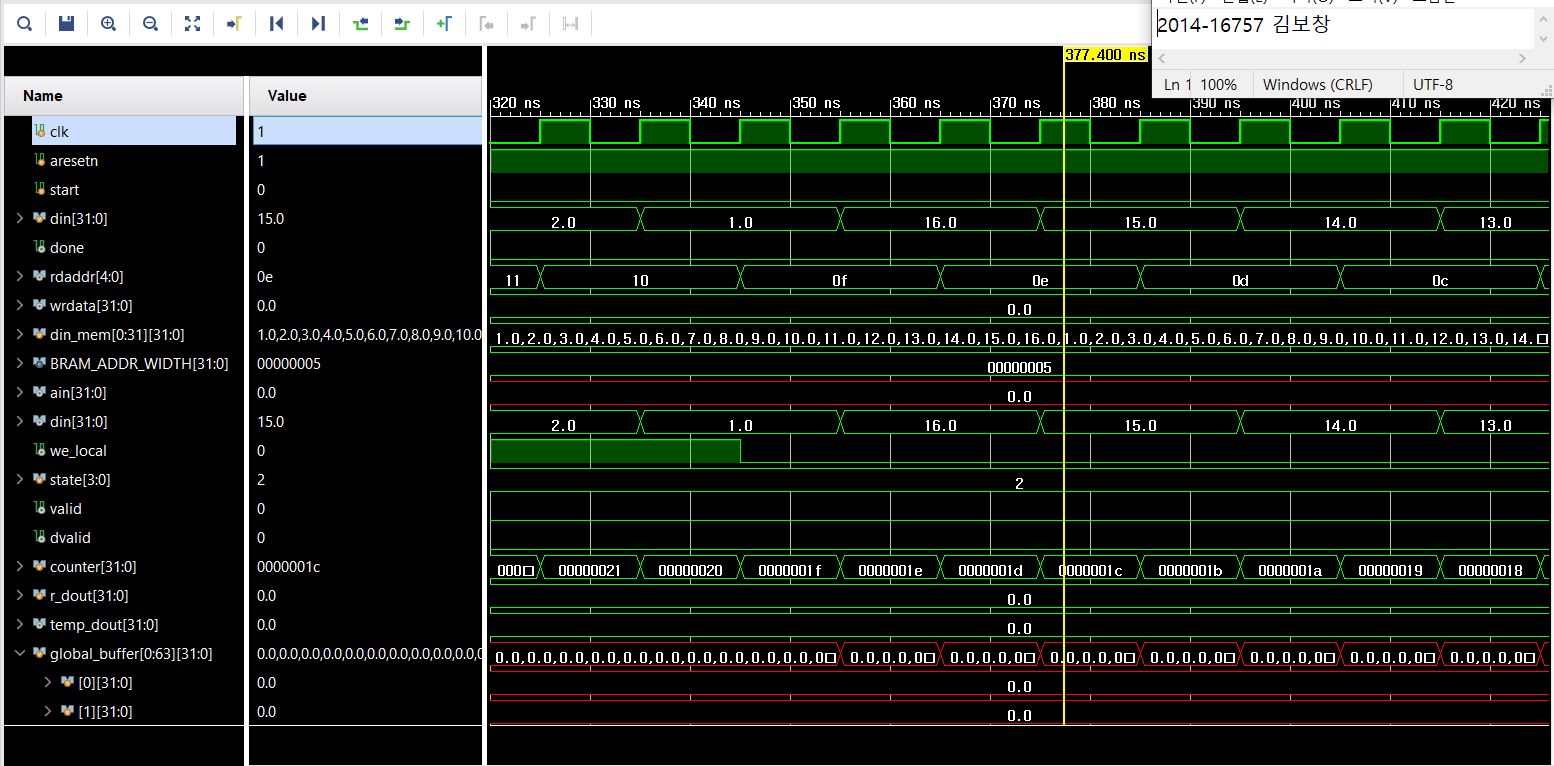 2014-16757 김보창
Ln 1 100% Windows (CRLF) UTF-8
377.400 ns
Name Value
320 ns 330 ns 340 ns 350 ns 360 ns 370 ns 380 ns 390 ns 400 ns 410 ns 420 ns
clk 1
aresetn 1
start 0
din[31:0] 15.0 2.0 1.0 16.0 15.0 14.0 13.0
done 0
rdaddr[4:0] 0e 11 10 0f 0e 0d 0c
wrdata[31:0] 0.0 0.0
din_mem[0:31][31:0] 1.0,2.0,3.0,4.0,5.0,6.0,7.0,8.0,9.0,10.0 1.0,2.0,3.0,4.0,5.0,6.0,7.0,8.0,9.0,10.0,11.0,12.0,13.0,14.0,15.0,16.0,1.0,2.0,3.0,4.0,5.0,6.0,7.0,8.0,9.0,10.0,11.0,12.0,13.0,14.□
BRAM_ADDR_WIDTH[31:0] 00000005 00000005
ain[31:0] 0.0 0.0
din[31:0] 15.0 2.0 1.0 16.0 15.0 14.0 13.0
we_local 0
state[3:0] 2 2
valid 0
dvalid 0
counter[31:0] 0000001c 000□ 00000021 00000020 0000001f 0000001e 0000001d 0000001c 0000001b 0000001a 00000019 00000018
r_dout[31:0] 0.0 0.0
temp_dout[31:0] 0.0 0.0
global_buffer[0:63][31:0] 0.0,0.0,0.0,0.0,0.0,0.0,0.0,0.0,0.0,0.0,0 0.0,0.0,0.0,0.0,0.0,0.0,0.0,0.0,0.0,0.0,0□ 0.0,0.0,0□ 0.0,0.0,0□ 0.0,0.0,0□ 0.0,0.0,0□ 0.0,0.0,0□ 0.0,0.0,0□ 0.0,0.0,0□
[0][31:0] 0.0 0.0
[1][31:0] 0.0 0.0